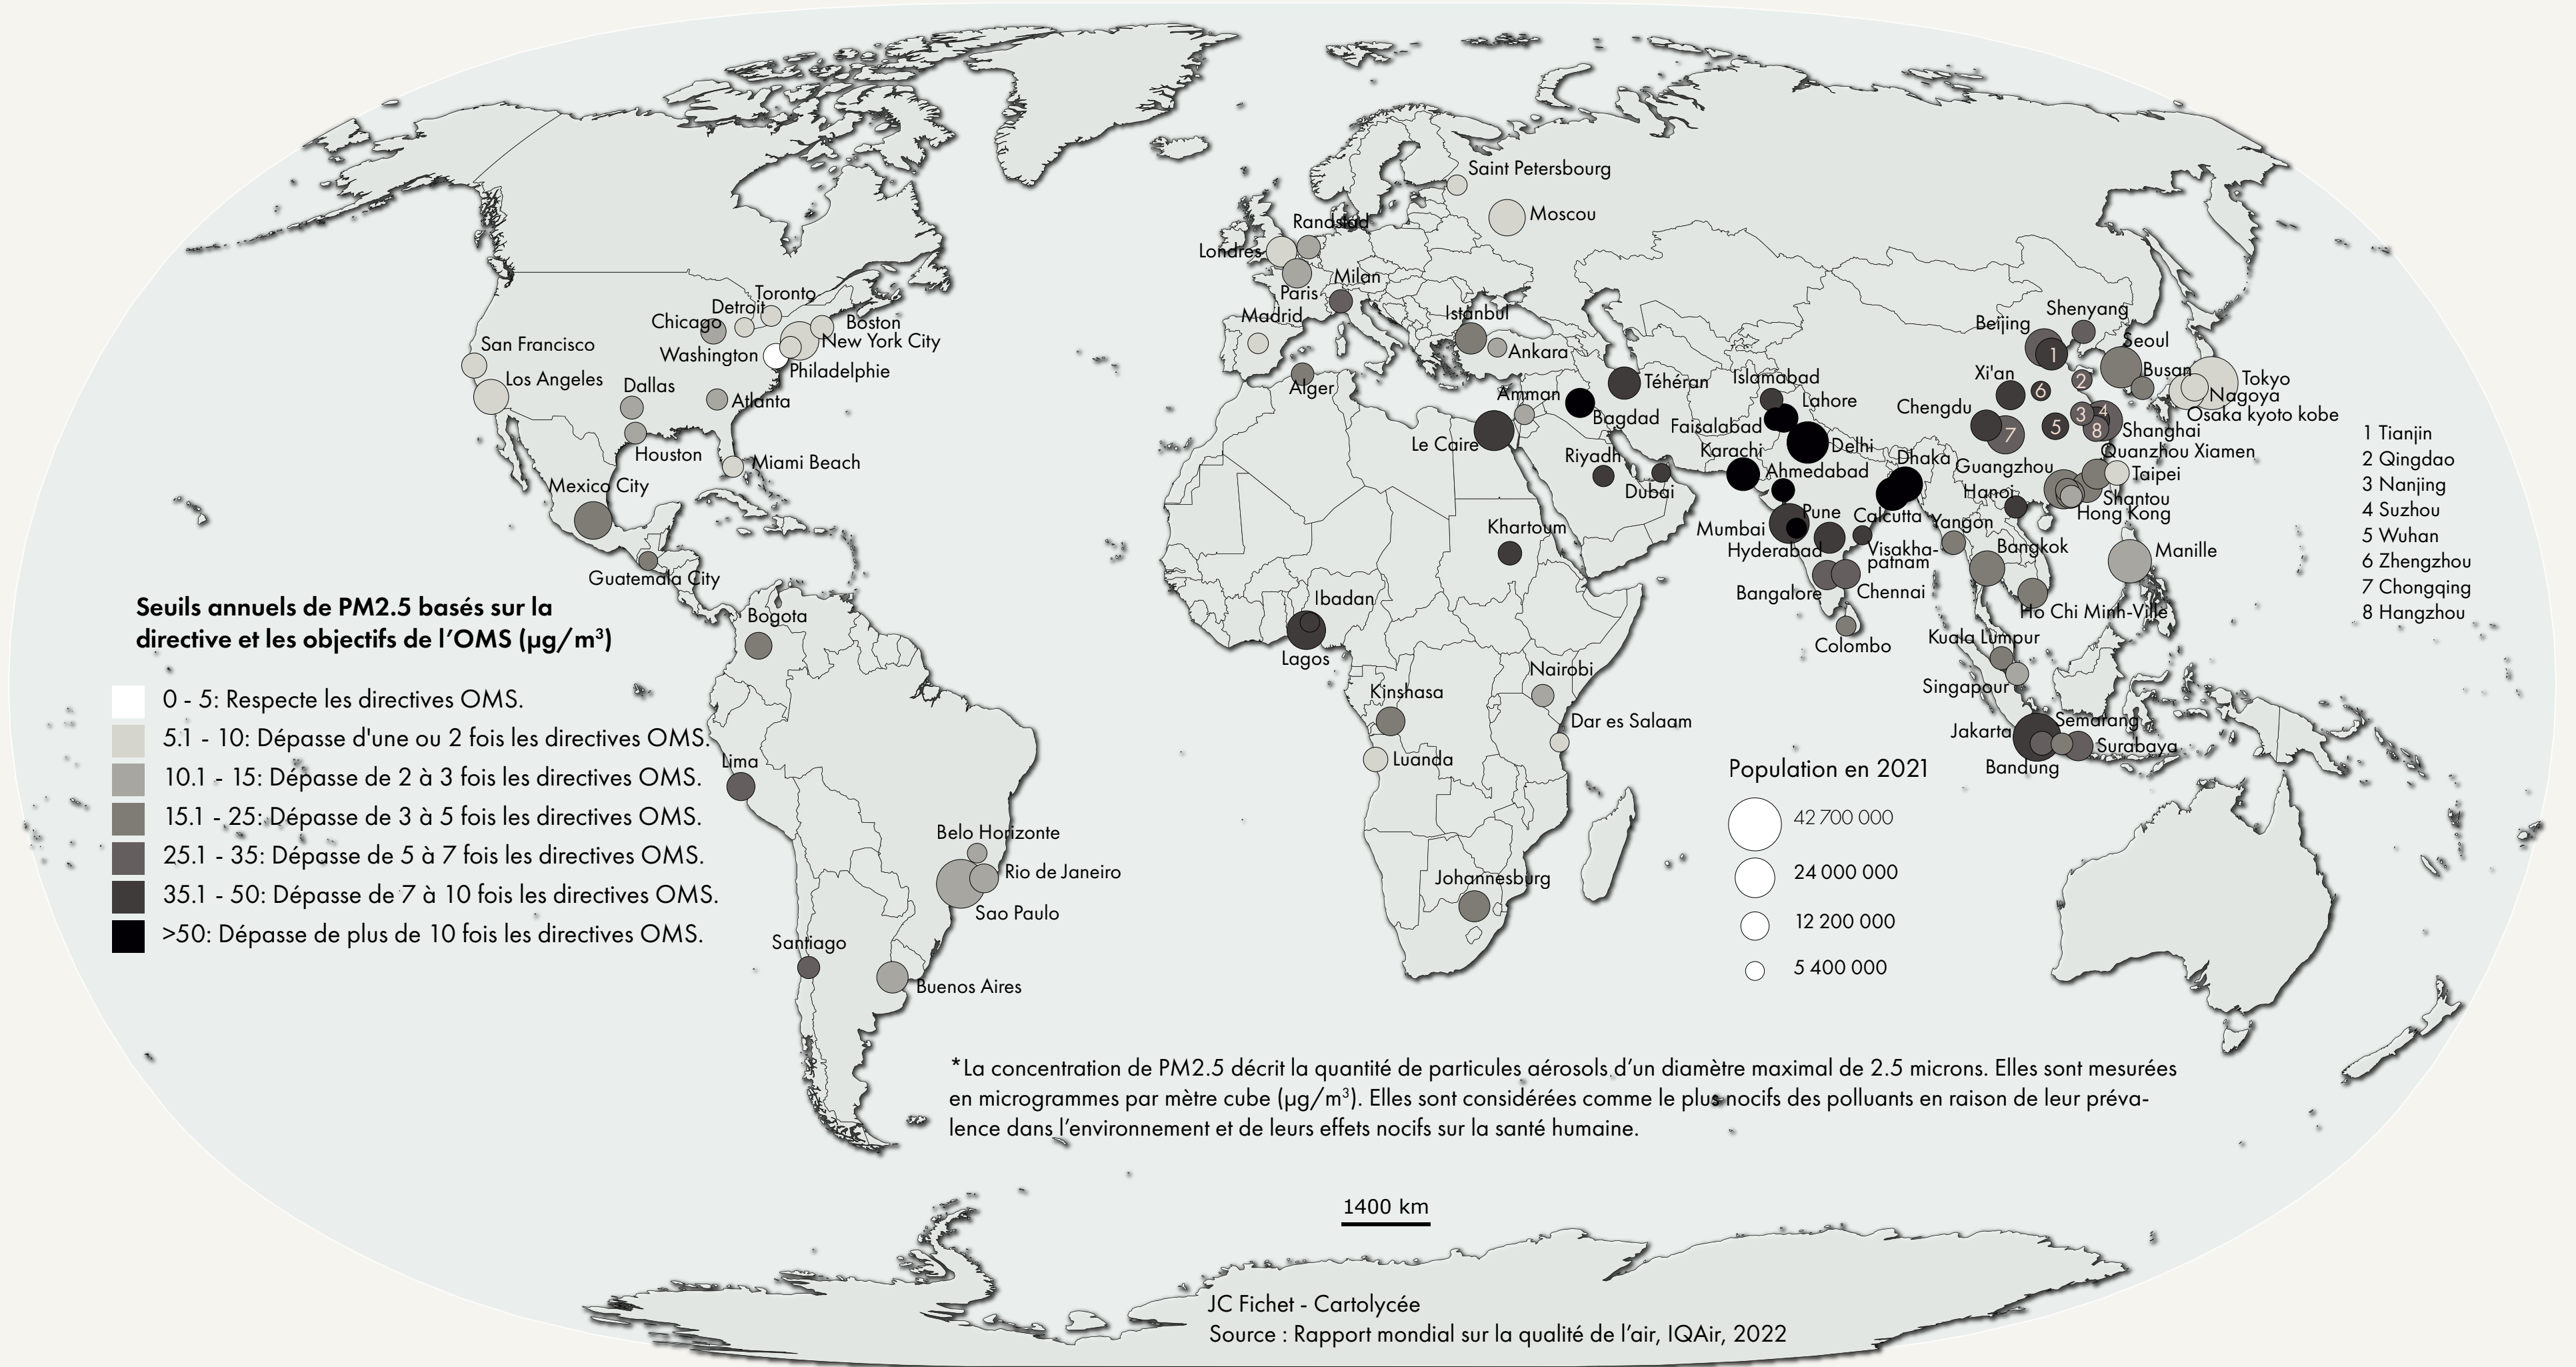 Saint Petersbourg
Moscou
Randstad
Londres
Milan
Paris
Madrid
Istanbul
Ankara
Alger
Amman
Téhéran
Bagdad
Le Caire
Riyadh
Dubai
Khartoum
Ibadan
Lagos
Nairobi
Kinshasa
Dar es Salaam
Luanda
Johannesburg
Toronto
Detroit
Chicago
Boston
New York City
Washington
Philadelphie
San Francisco
Los Angeles
Dallas
Atlanta
Houston
Miami Beach
Mexico City
Guatemala City
Bogota
Lima
Belo Horizonte
Rio de Janeiro
Sao Paulo
Santiago
Buenos Aires
Islamabad
Lahore
Faisalabad
Delhi
Karachi
Ahmedabad
Dhaka
Mumbai
Pune
Calcutta
Hyderabad
Visakha-
patnam
Bangalore
Chennai
Colombo
Shenyang
Beijing
Seoul
Busan
Tokyo
Nagoya
Osaka kyoto kobe
Xi'an
Chengdu
Shanghai
Quanzhou Xiamen
Guangzhou
Taipei
Hanoi
Shantou
Hong Kong
Yangon
Bangkok
Manille
Ho Chi Minh-Ville
Kuala Lumpur
Singapour
Jakarta
Semarang
Surabaya
Bandung
1
2
3
4
5
6
7
8
1 Tianjin
2 Qingdao
3 Nanjing
4 Suzhou
5 Wuhan
6 Zhengzhou
7 Chongqing
8 Hangzhou
Seuils annuels de PM2.5 basés sur la
directive et les objectifs de l’OMS (µg/m³)
0 - 5: Respecte les directives OMS.
5.1 - 10: Dépasse d'une ou 2 fois les directives OMS.
10.1 - 15: Dépasse de 2 à 3 fois les directives OMS.
15.1 - 25: Dépasse de 3 à 5 fois les directives OMS.
25.1 - 35: Dépasse de 5 à 7 fois les directives OMS.
35.1 - 50: Dépasse de 7 à 10 fois les directives OMS.
>50: Dépasse de plus de 10 fois les directives OMS.
Population en 2021
42 700 000
24 000 000
12 200 000
5 400 000
*La concentration de PM2.5 décrit la quantité de particules aérosols d’un diamètre maximal de 2.5 microns. Elles sont mesurées
en microgrammes par mètre cube (µg/m³). Elles sont considérées comme le plus nocifs des polluants en raison de leur préva-
lence dans l’environnement et de leurs effets nocifs sur la santé humaine.
1400 km
JC Fichet - Cartolycée
Source : Rapport mondial sur la qualité de l’air, IQAir, 2022